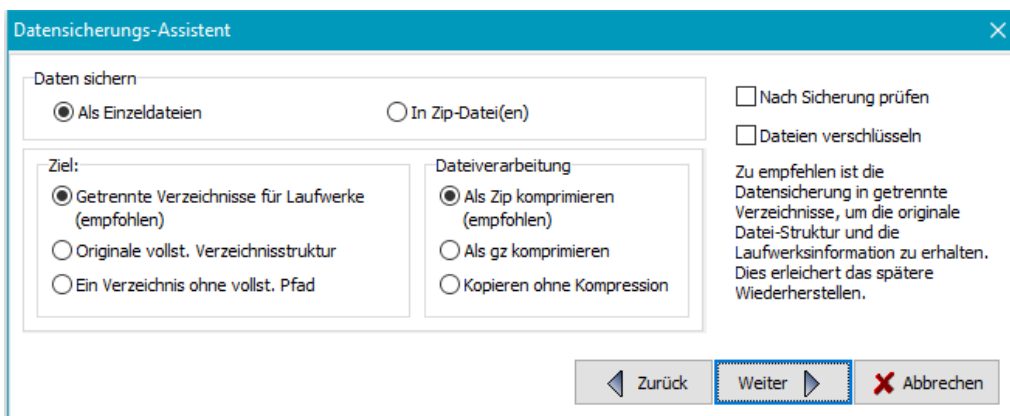 Datensicherungs-Assistent
Daten sichern
Als Einzeldateien
In Zip-Datei(en)
Ziel:
Getrennte Verzeichnisse für Laufwerke
(empfohlen)
Originale vollst. Verzeichnisstruktur
Ein Verzeichnis ohne vollst. Pfad
Dateiverarbeitung
Als Zip komprimieren
(empfohlen)
Als gz komprimieren
Kopieren ohne Kompression
Nach Sicherung prüfen
Dateien verschlüsseln
Zu empfehlen ist die
Datensicherung in getrennte
Verzeichnisse, um die originale
Datei-Struktur und die
Laufwerksinformation zu erhalten.
Dies erleichert das spätere
Wiederherstellen.
Zurück
Weiter
Abbrechen